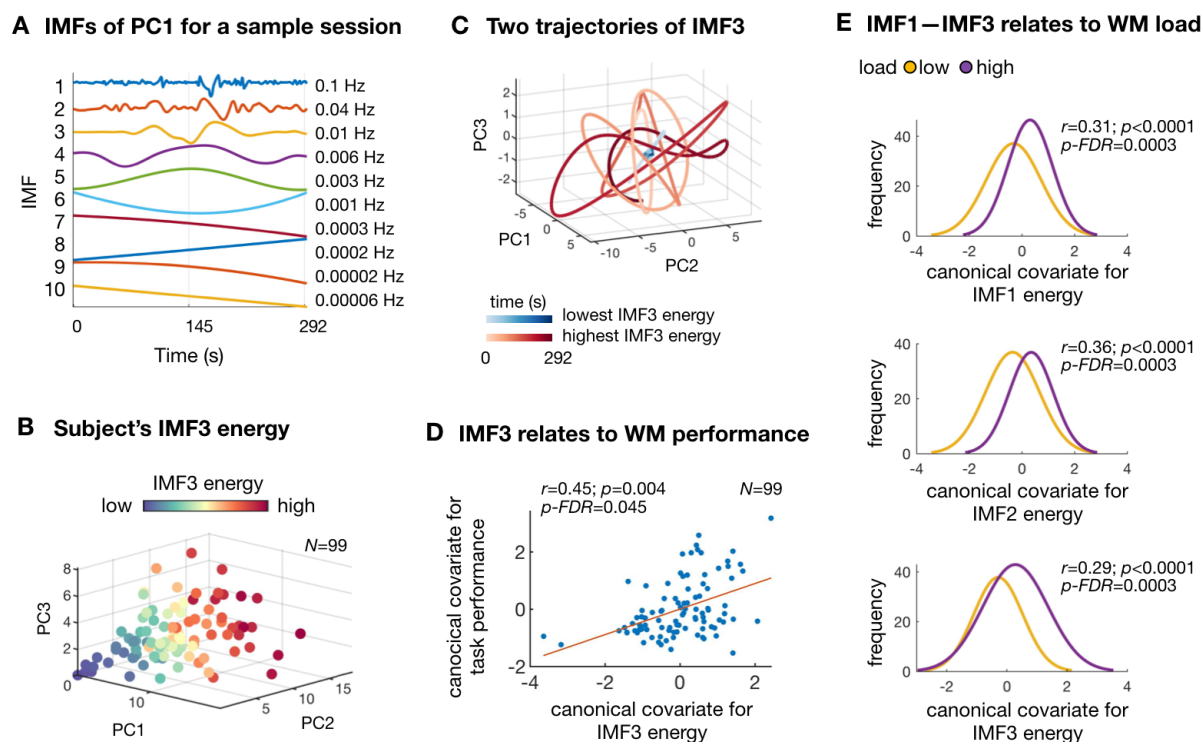 A IMFs of PC1 for a sample session
IMF
1
2
3
4
5
6
7
8
9
10
0.1 Hz
0.04 Hz
0.01 Hz
0.006 Hz
0.003 Hz
0.001 Hz
0.0003 Hz
0.0002 Hz
0.00002 Hz
0.00006 Hz
0 145 292
Time (s)
B Subject's IMF3 energy
IMF3 energy
low high
N=99
PC3
8
6
4
2
0
10
5
15
PC1
PC2
C Two trajectories of IMF3
PC3
2
1
0
-1
-2
-5
0
5
-10
-5
0
5
PC1
PC2
time (s)
lowest IMF3 energy
highest IMF3 energy
0 292
D IMF3 relates to WM performance
r=0.45; p=0.004
p-FDR=0.045
N=99
canocical covariate for
task performance
2
0
-2
-4 -2 0 2
canonical covariate for
IMF3 energy
E IMF1—IMF3 relates to WM load
load low high
frequency
40
20
0
r=0.31; p<0.0001
p-FDR=0.0003
-4 -2 0 2 4
canonical covariate for
IMF1 energy
frequency
40
20
0
r=0.36; p<0.0001
p-FDR=0.0003
-4 -2 0 2 4
canonical covariate for
IMF2 energy
frequency
40
20
0
r=0.29; p<0.0001
p-FDR=0.0003
-2 0 2 4
canonical covariate for
IMF3 energy